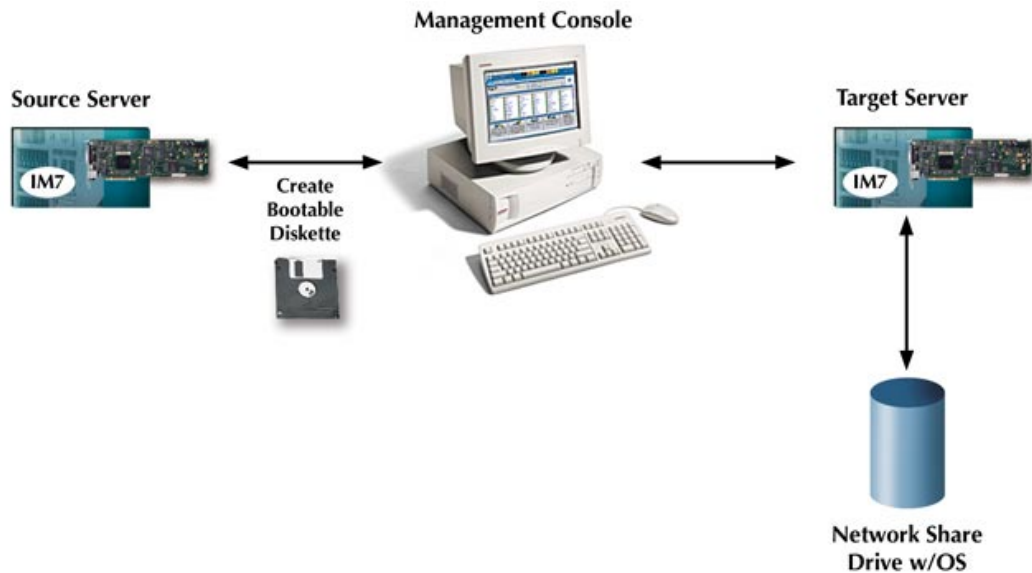 Management Console
Source Server
Target Server
IM7
IM7
Create
Bootable
Diskette
Network Share
Drive w/OS